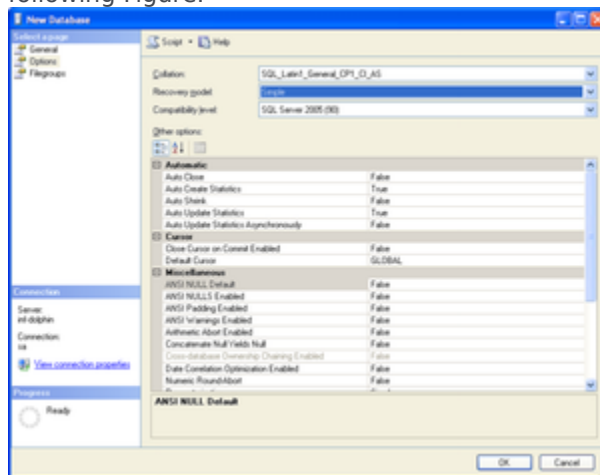 following Figure.
New Database
Select a page
General
Options
Filegroups
Script
Help
Collation:
SQL_Latin1_General_CP1_CI_AS
Recovery model:
Simple
Compatibility level:
SQL Server 2005 (90)
Other options:
Automatic
Auto Close False
Auto Create Statistics True
Auto Shrink False
Auto Update Statistics True
Auto Update Statistics Asynchronously False
Cursor
Close Cursor on Commit Enabled False
Default Cursor GLOBAL
Miscellaneous
ANSI NULL Default False
ANSI NULLS Enabled False
ANSI Padding Enabled False
ANSI Warnings Enabled False
Arithmetic Abort Enabled False
Concatenate Null Yields Null False
Cross-database Ownership Chaining Enabled False
Date Correlation Optimization Enabled False
Numeric Round-Abort False
ANSI NULL Default
Connection
Server:
inf-dolphin
Connection:
sa
View connection properties
Progress
Ready
OK
Cancel